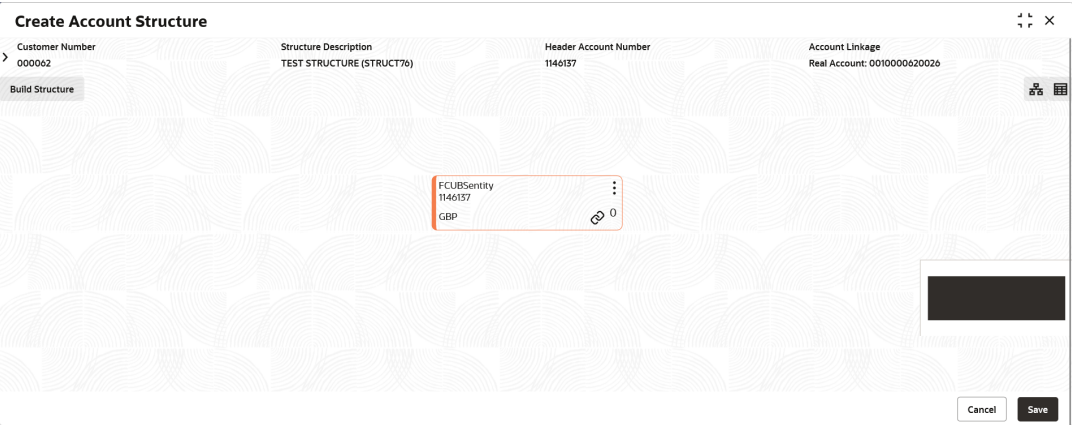 Create Account Structure
Customer Number
000062
Structure Description
TEST STRUCTURE (STRUCT76)
Header Account Number
1146137
Account Linkage
Real Account: 0010000620026
Build Structure
FCUBSentity
1146137
GBP
0
Cancel
Save